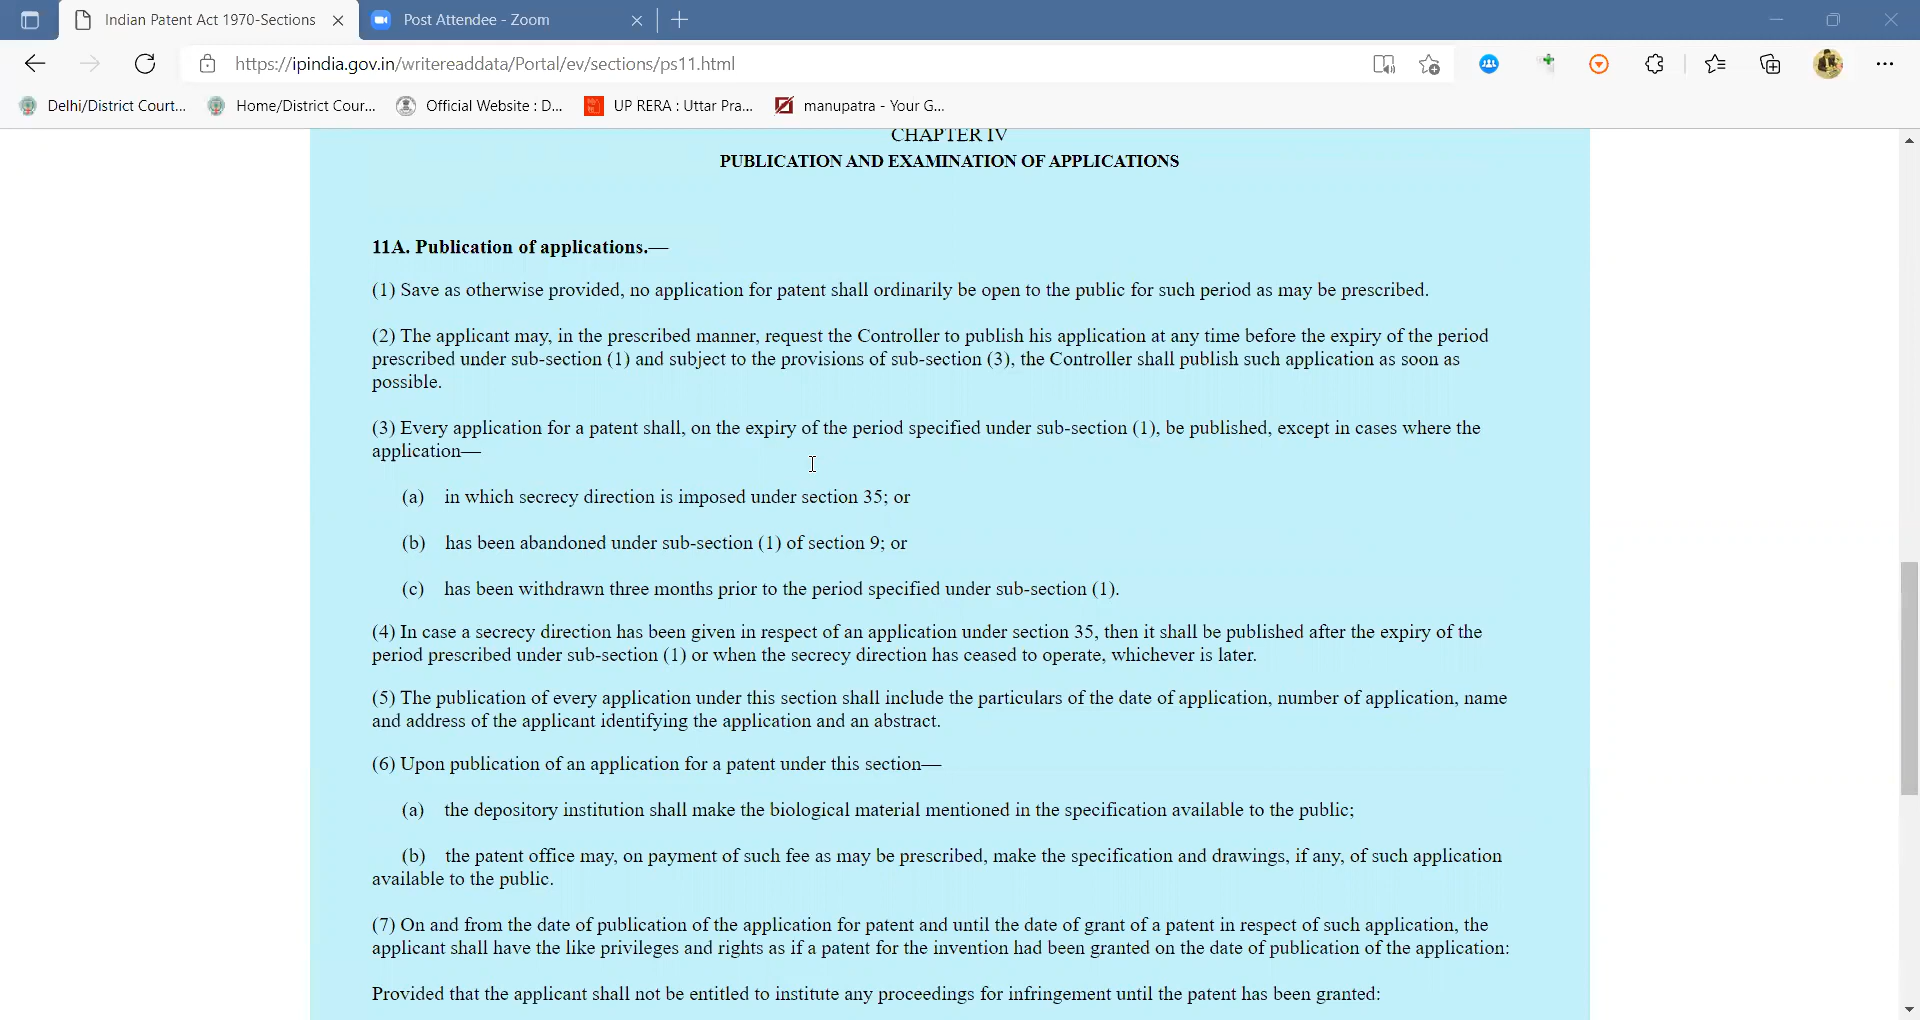 Indian Patent Act 1970-Sections
Post Attendee - Zoom
https://ipindia.gov.in/writereaddata/Portal/ev/sections/ps11.html
Delhi/District Court...
Home/District Cour...
Official Website : D...
UP RERA : Uttar Pra...
manupatra - Your G...
CHAPTER IV
PUBLICATION AND EXAMINATION OF APPLICATIONS
11A. Publication of applications.—
(1) Save as otherwise provided, no application for patent shall ordinarily be open to the public for such period as may be prescribed.
(2) The applicant may, in the prescribed manner, request the Controller to publish his application at any time before the expiry of the period
prescribed under sub-section (1) and subject to the provisions of sub-section (3), the Controller shall publish such application as soon as
possible.
(3) Every application for a patent shall, on the expiry of the period specified under sub-section (1), be published, except in cases where the
application—
(a) in which secrecy direction is imposed under section 35; or
(b) has been abandoned under sub-section (1) of section 9; or
(c) has been withdrawn three months prior to the period specified under sub-section (1).
(4) In case a secrecy direction has been given in respect of an application under section 35, then it shall be published after the expiry of the
period prescribed under sub-section (1) or when the secrecy direction has ceased to operate, whichever is later.
(5) The publication of every application under this section shall include the particulars of the date of application, number of application, name
and address of the applicant identifying the application and an abstract.
(6) Upon publication of an application for a patent under this section—
(a) the depository institution shall make the biological material mentioned in the specification available to the public;
(b) the patent office may, on payment of such fee as may be prescribed, make the specification and drawings, if any, of such application
available to the public.
(7) On and from the date of publication of the application for patent and until the date of grant of a patent in respect of such application, the
applicant shall have the like privileges and rights as if a patent for the invention had been granted on the date of publication of the application:
Provided that the applicant shall not be entitled to institute any proceedings for infringement until the patent has been granted: